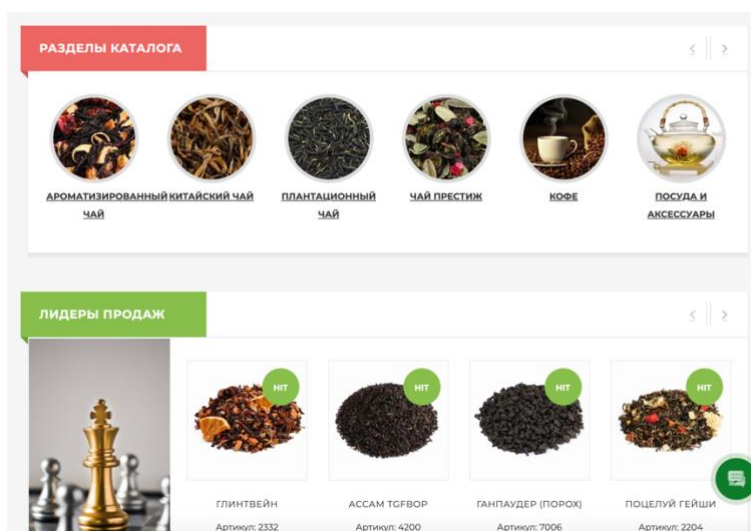 РАЗДЕЛЫ КАТАЛОГА
АРОМАТИЗИРОВАННЫЙ
ЧАЙ
КИТАЙСКИЙ ЧАЙ
ПЛАНТАЦИОННЫЙ
ЧАЙ
ЧАЙ ПРЕСТИЖ
КОФЕ
ПОСУДА И
АКСЕССУАРЫ
ЛИДЕРЫ ПРОДАЖ
HIT
HIT
HIT
HIT
ГЛИНТВЕЙН
АССАМ TGFBOP
ГАНПАУДЕР (ПОРОХ)
ПОЦЕЛУЙ ГЕЙШИ
Артикул: 2332
Артикул: 4200
Артикул: 7006
Артикул: 2204